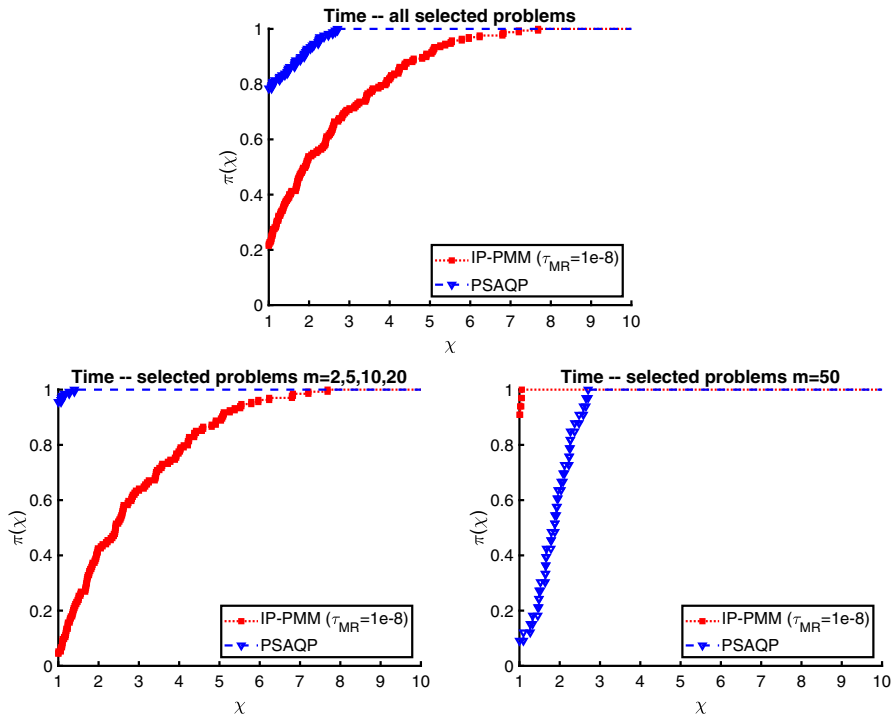 Time -- all selected problems
1
0.8
0.6
0.4
0.2
0
π(χ)
1 2 3 4 5 6 7 8 9 10
χ
IP-PMM (τMR=1e-8)
PSAQP
Time -- selected problems m=2,5,10,20
1
0.8
0.6
0.4
0.2
0
π(χ)
1 2 3 4 5 6 7 8 9 10
χ
IP-PMM (τMR=1e-8)
PSAQP
Time -- selected problems m=50
1
0.8
0.6
0.4
0.2
0
π(χ)
1 2 3 4 5 6 7 8 9 10
χ
IP-PMM (τMR=1e-8)
PSAQP